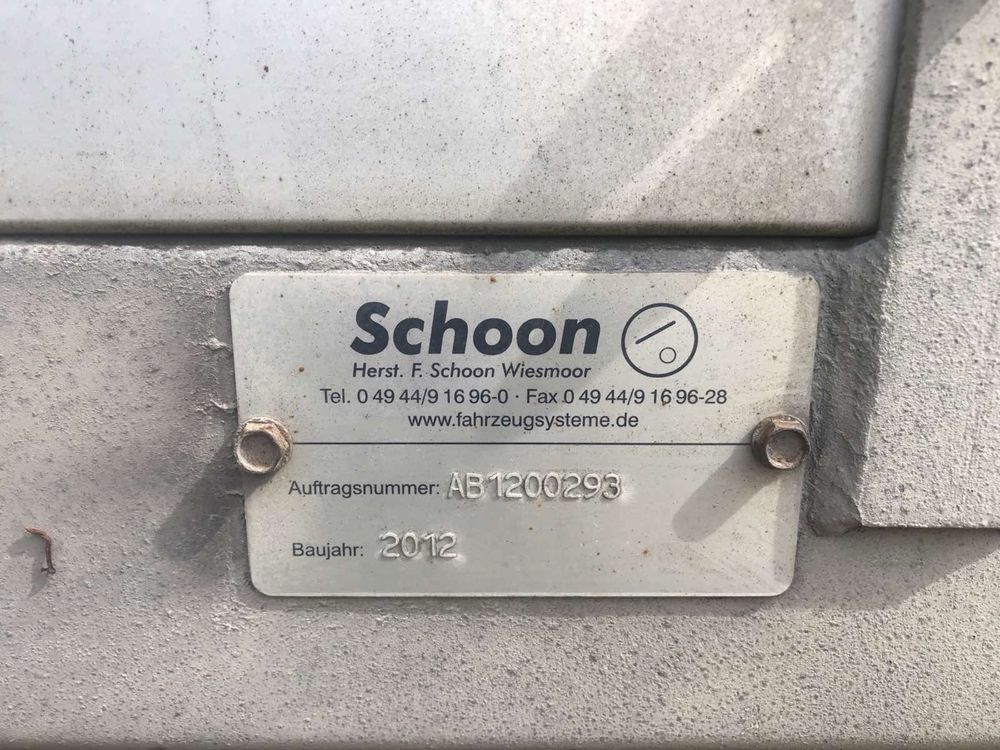 Schoon
Herst. F. Schoon Wiesmoor
Tel. 0 49 44/9 16 96-0 · Fax 0 49 44/9 16 96-28
www.fahrzeugsysteme.de
Auftragsnummer: AB1200293
Baujahr: 2012